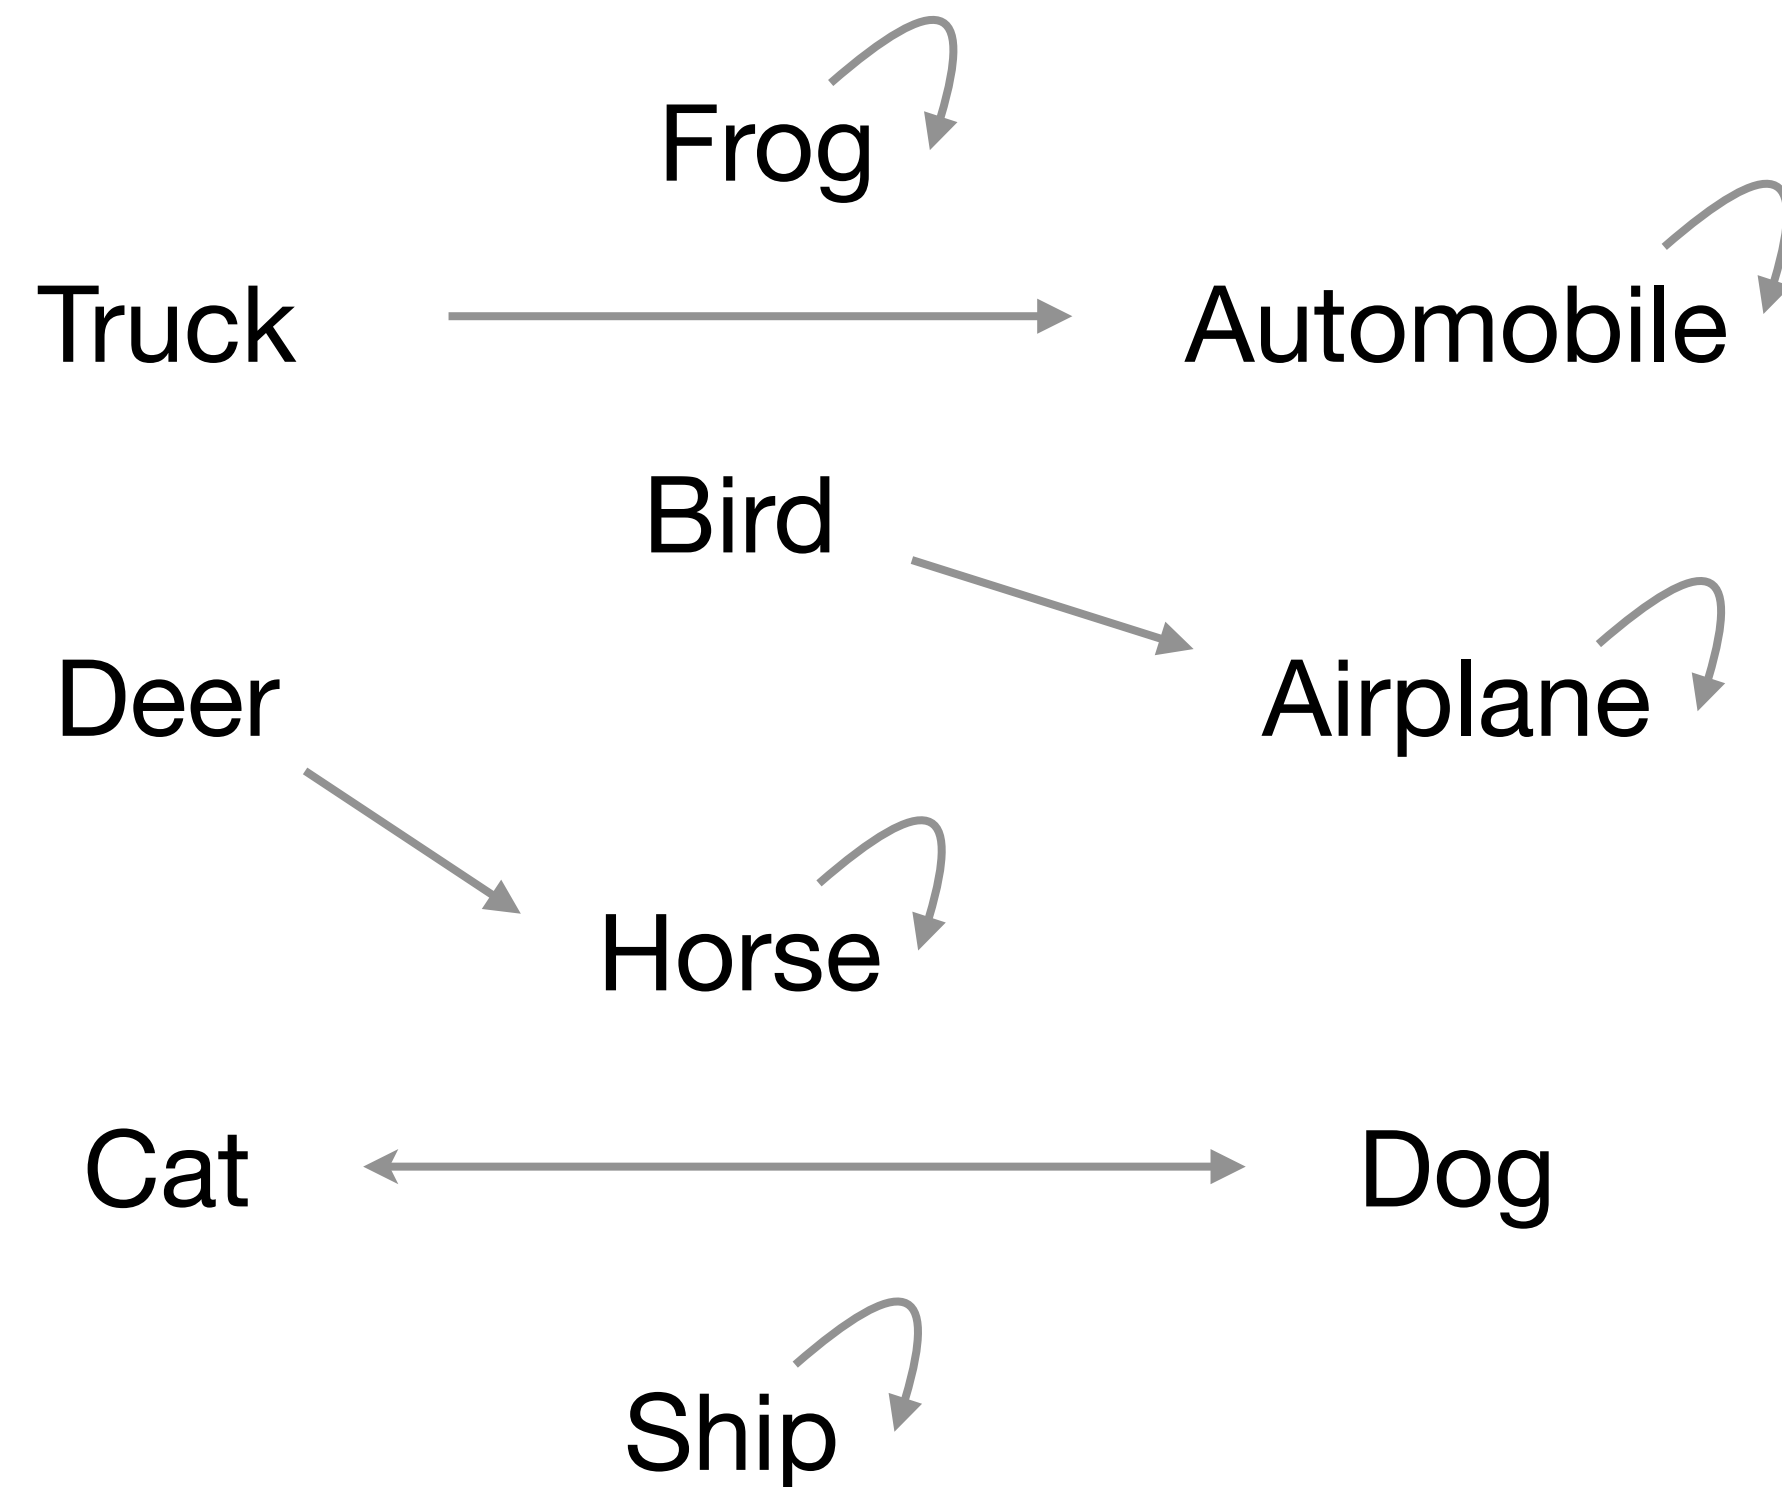 Frog
Truck
Automobile
Bird
Deer
Airplane
Horse
Cat
Dog
Ship